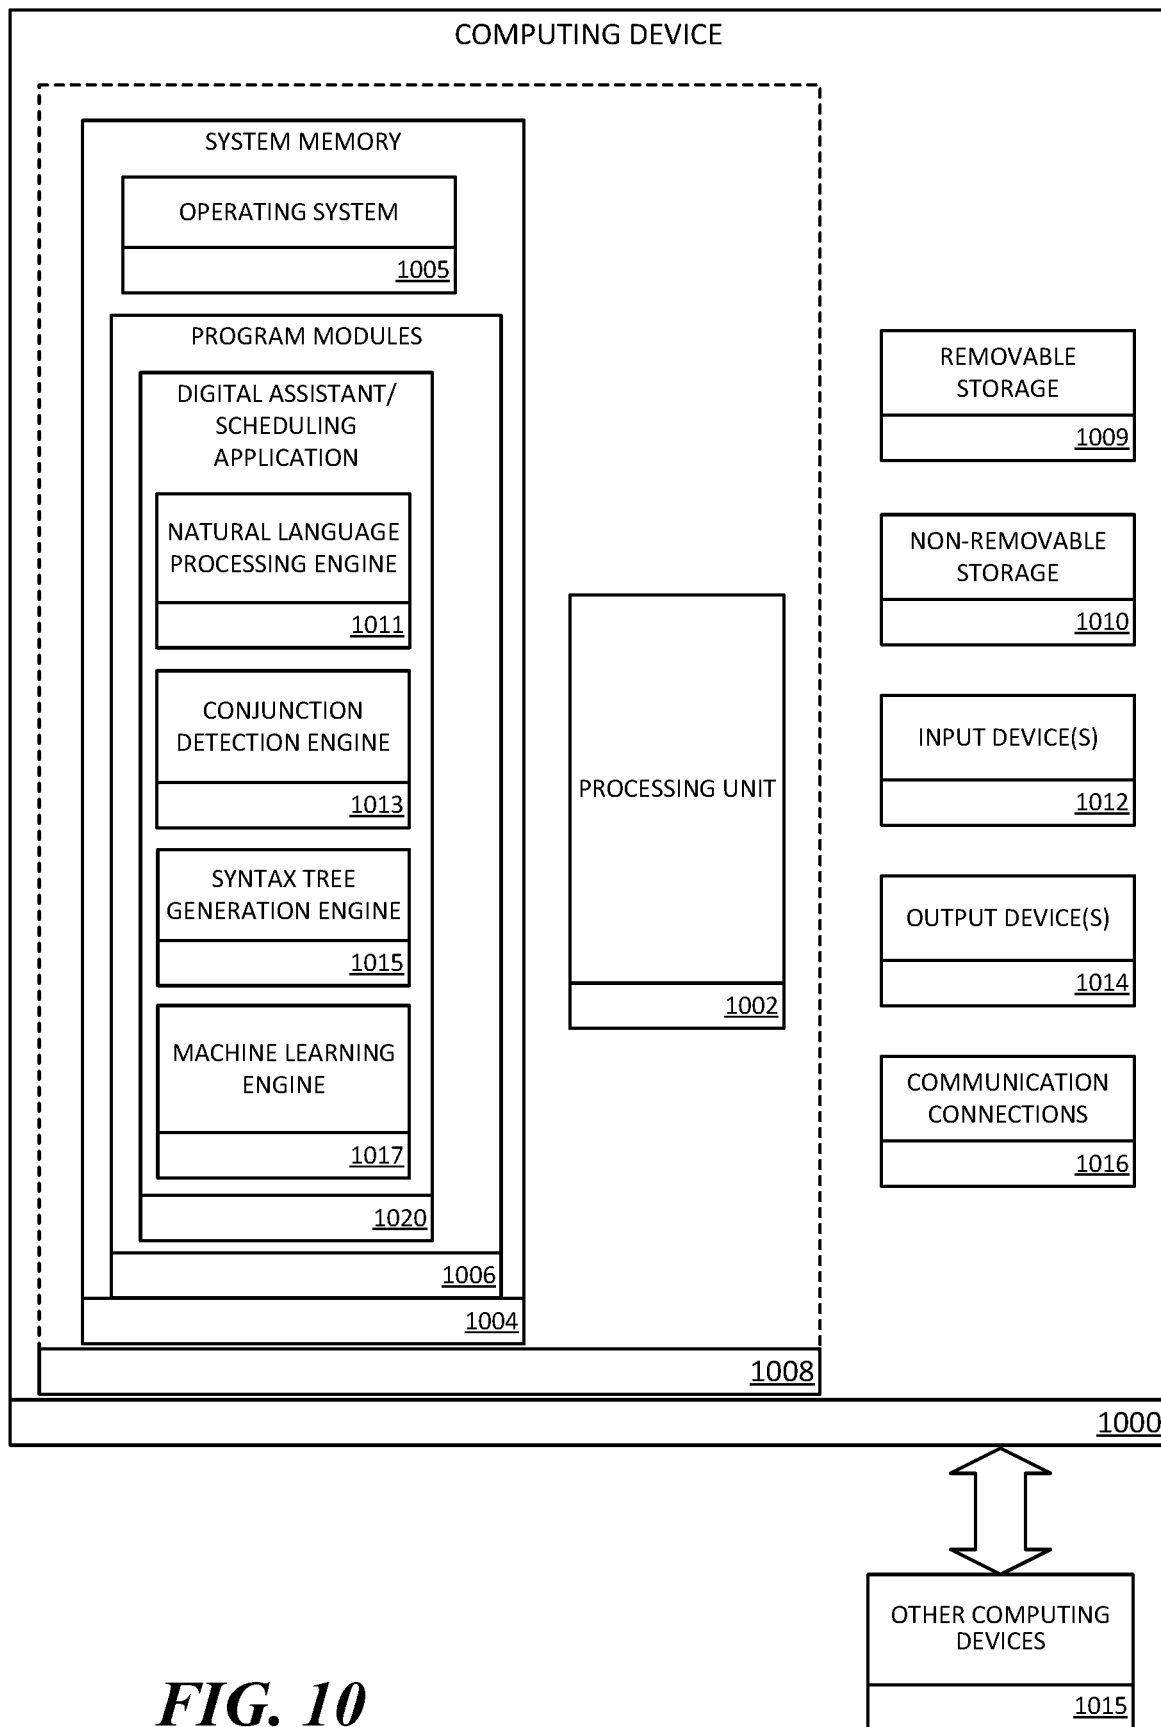 COMPUTING DEVICE
SYSTEM MEMORY
OPERATING SYSTEM
1005
PROGRAM MODULES
DIGITAL ASSISTANT/
SCHEDULING
APPLICATION
NATURAL LANGUAGE
PROCESSING ENGINE
1011
CONJUNCTION
DETECTION ENGINE
1013
SYNTAX TREE
GENERATION ENGINE
1015
MACHINE LEARNING
ENGINE
1017
1020
1006
1004
PROCESSING UNIT
1002
1008
REMOVABLE
STORAGE
1009
NON-REMOVABLE
STORAGE
1010
INPUT DEVICE(S)
1012
OUTPUT DEVICE(S)
1014
COMMUNICATION
CONNECTIONS
1016
1000
OTHER COMPUTING
DEVICES
1015
FIG. 10